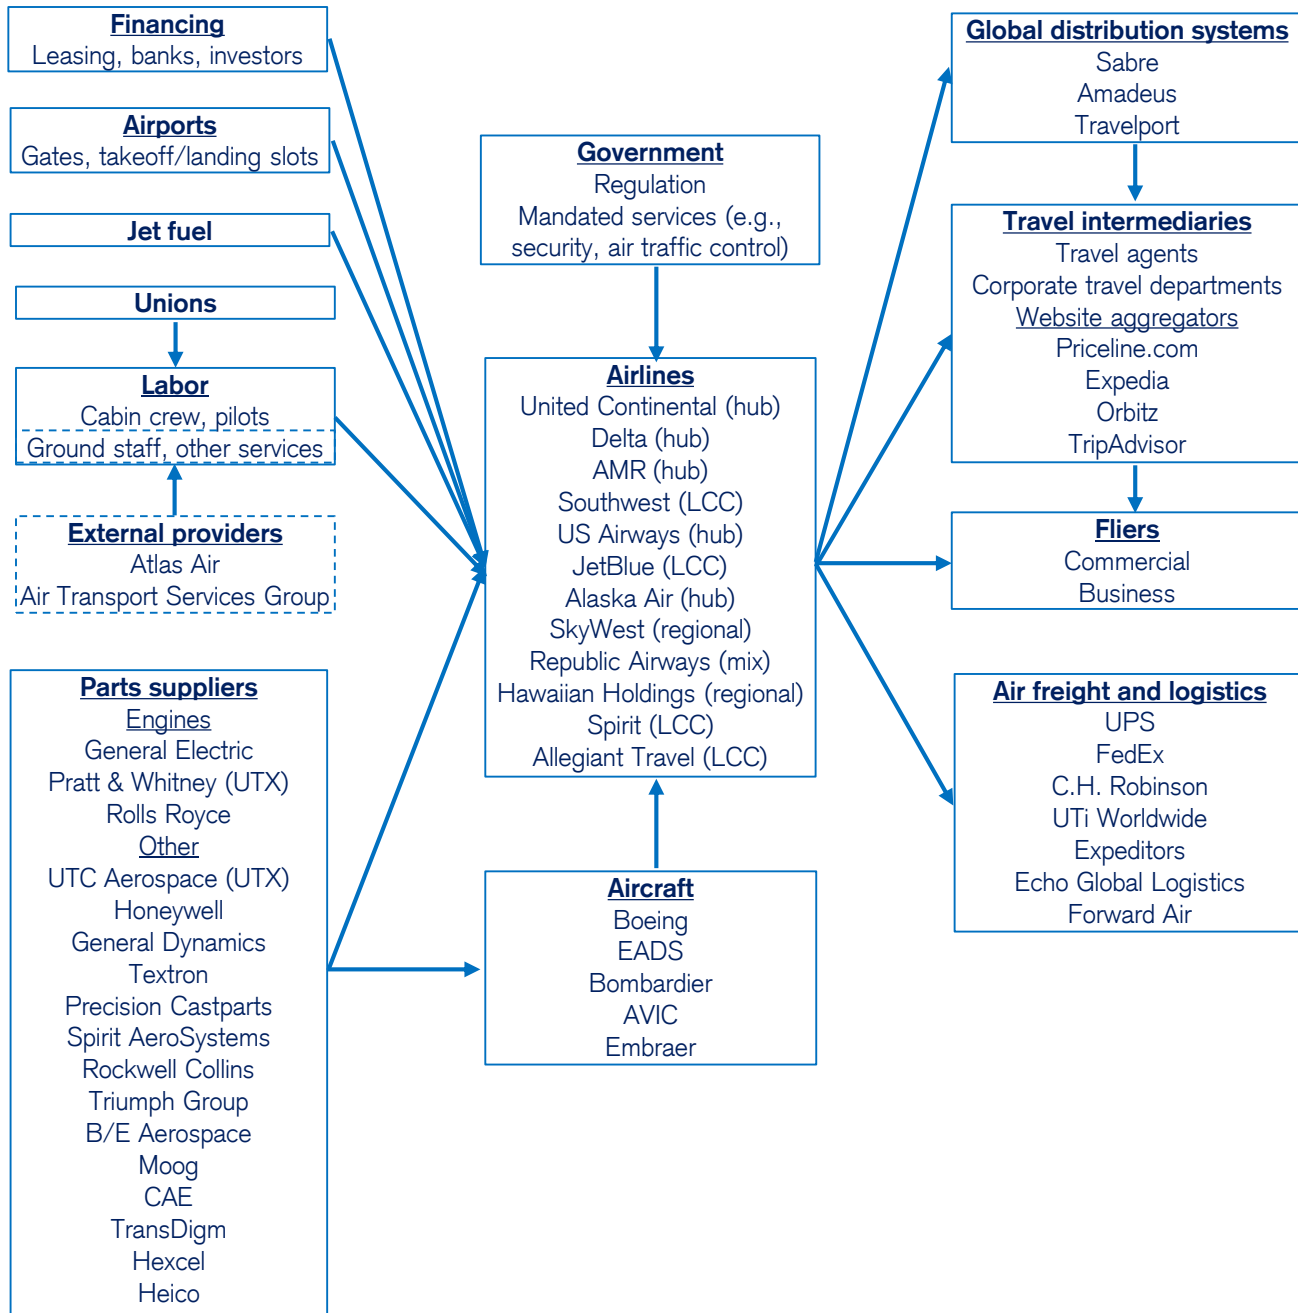 Financing
Leasing, banks, investors
Airports
Gates, takeoff/landing slots
Jet fuel
Unions
Labor
Cabin crew, pilots
Ground staff, other services
External providers
Atlas Air
Air Transport Services Group
Parts suppliers
Engines
General Electric
Pratt & Whitney (UTX)
Rolls Royce
Other
UTC Aerospace (UTX)
Honeywell
General Dynamics
Textron
Precision Castparts
Spirit AeroSystems
Rockwell Collins
Triumph Group
B/E Aerospace
Moog
CAE
TransDigm
Hexcel
Heico
Government
Regulation
Mandated services (e.g.,
security, air traffic control)
Airlines
United Continental (hub)
Delta (hub)
AMR (hub)
Southwest (LCC)
US Airways (hub)
JetBlue (LCC)
Alaska Air (hub)
SkyWest (regional)
Republic Airways (mix)
Hawaiian Holdings (regional)
Spirit (LCC)
Allegiant Travel (LCC)
Aircraft
Boeing
EADS
Bombardier
AVIC
Embraer
Global distribution systems
Sabre
Amadeus
Travelport
Travel intermediaries
Travel agents
Corporate travel departments
Website aggregators
Priceline.com
Expedia
Orbitz
TripAdvisor
Fliers
Commercial
Business
Air freight and logistics
UPS
FedEx
C.H. Robinson
UTi Worldwide
Expeditors
Echo Global Logistics
Forward Air